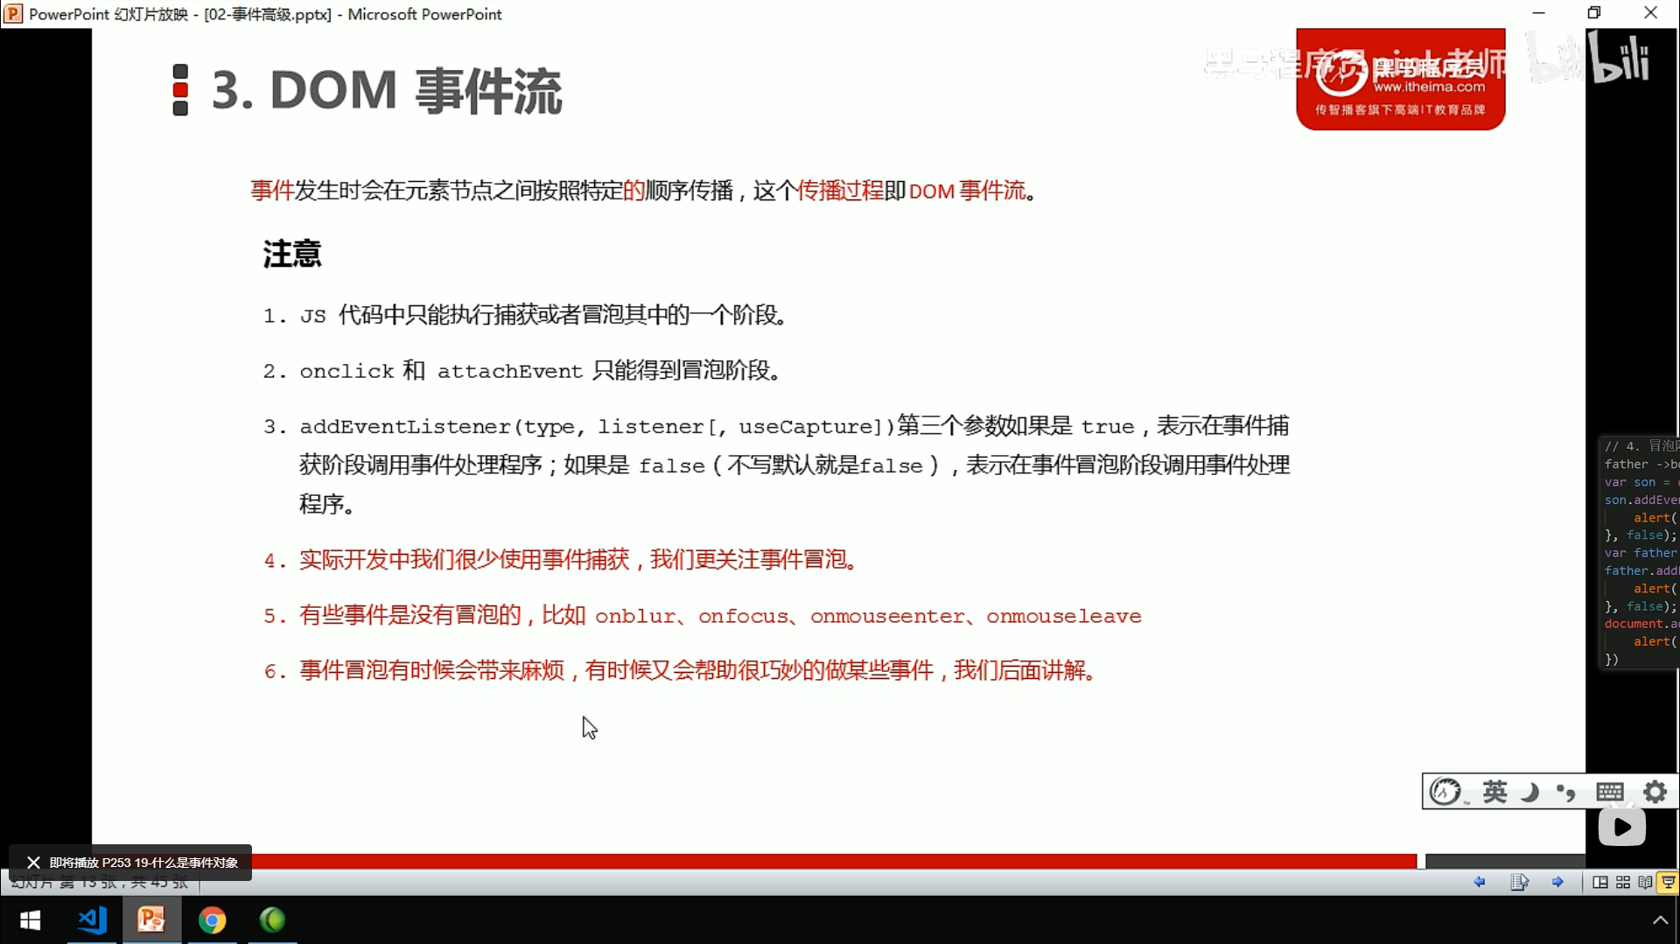 PowerPoint 幻灯片放映 - [02-事件高级.pptx] - Microsoft PowerPoint
3. DOM 事件流
黑马程序员pink老师
bilibili
www.itheima.com
传智播客旗下高端IT教育品牌
事件发生时会在元素节点之间按照特定的顺序传播，这个传播过程即DOM 事件流。
注意
1. JS 代码中只能执行捕获或者冒泡其中的一个阶段。
2. onclick 和 attachEvent 只能得到冒泡阶段。
3. addEventListener(type, listener[, useCapture])第三个参数如果是 true，表示在事件捕
获阶段调用事件处理程序；如果是 false（不写默认就是false），表示在事件冒泡阶段调用事件处理
程序。
4. 实际开发中我们很少使用事件捕获，我们更关注事件冒泡。
5. 有些事件是没有冒泡的，比如 onblur、onfocus、onmouseenter、onmouseleave
6. 事件冒泡有时候会带来麻烦，有时候又会帮助很巧妙的做某些事件，我们后面讲解。
// 4. 冒泡
father ->b
var son =
son.addEve
alert(
}, false);
var father
father.add
alert(
}, false);
document.a
alert(
})
英
即将播放 P253 19-什么是事件对象
幻灯片 第 13 张，共 45 张